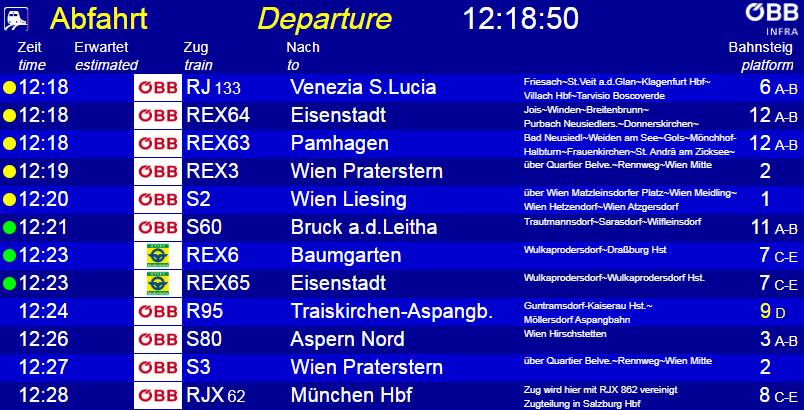 Abfahrt Departure 12:18:50 ÖBB
INFRA
Zeit Erwartet Zug Nach Bahnsteig
time estimated train to platform
12:18 ÖBB RJ 133 Venezia S.Lucia Friesach~St.Veit a.d.Glan~Klagenfurt Hbf~ 6 A-B
Villach Hbf~Tarvisio Boscoverde
12:18 ÖBB REX64 Eisenstadt Jois~Winden~Breitenbrunn~ 12 A-B
Purbach Neusiedlers.~Donnerskirchen~
12:18 ÖBB REX63 Pamhagen Bad Neusiedl~Weiden am See~Gols~Mönchhof- 12 A-B
Halbturn~Frauenkirchen~St. Andrä am Zicksee~
12:19 ÖBB REX3 Wien Praterstern über Quartier Belve.~Rennweg~Wien Mitte 2
12:20 ÖBB S2 Wien Liesing über Wien Matzleinsdorfer Platz~Wien Meidling~ 1
Wien Hetzendorf~Wien Atzgersdorf
12:21 ÖBB S60 Bruck a.d.Leitha Trautmannsdorf~Sarasdorf~Wilfleinsdorf 11 A-B
12:23 REX6 Baumgarten Wulkaprodersdorf~Draßburg Hst 7 C-E
12:23 REX65 Eisenstadt Wulkaprodersdorf~Wulkaprodersdorf Hst. 7 C-E
12:24 ÖBB R95 Traiskirchen-Aspangb. Guntramsdorf-Kaiserau Hst.~ 9 D
Möllersdorf Aspangbahn
12:26 ÖBB S80 Aspern Nord Wien Hirschstetten 3 A-B
12:27 ÖBB S3 Wien Praterstern über Quartier Belve.~Rennweg~Wien Mitte 2
12:28 ÖBB RJX 62 München Hbf Zug wird hier mit RJX 862 vereinigt 8 C-E
Zugteilung in Salzburg Hbf